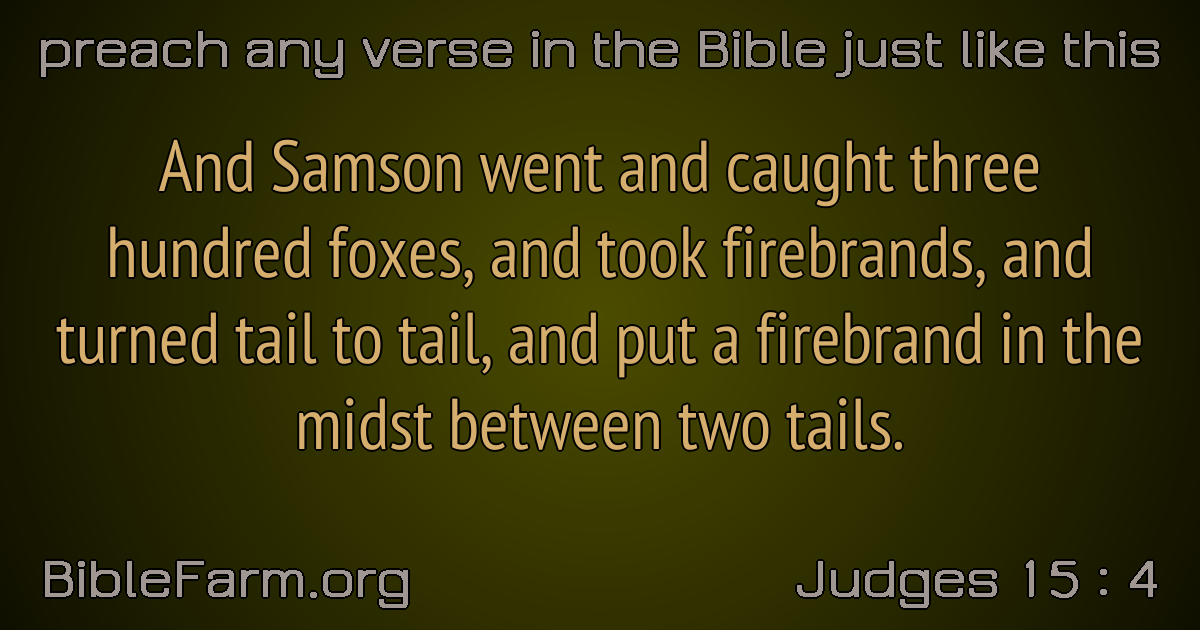 preach any verse in the Bible just like this
And Samson went and caught three
hundred foxes, and took firebrands, and
turned tail to tail, and put a firebrand in the
midst between two tails.
BibleFarm.org
Judges 15 : 4